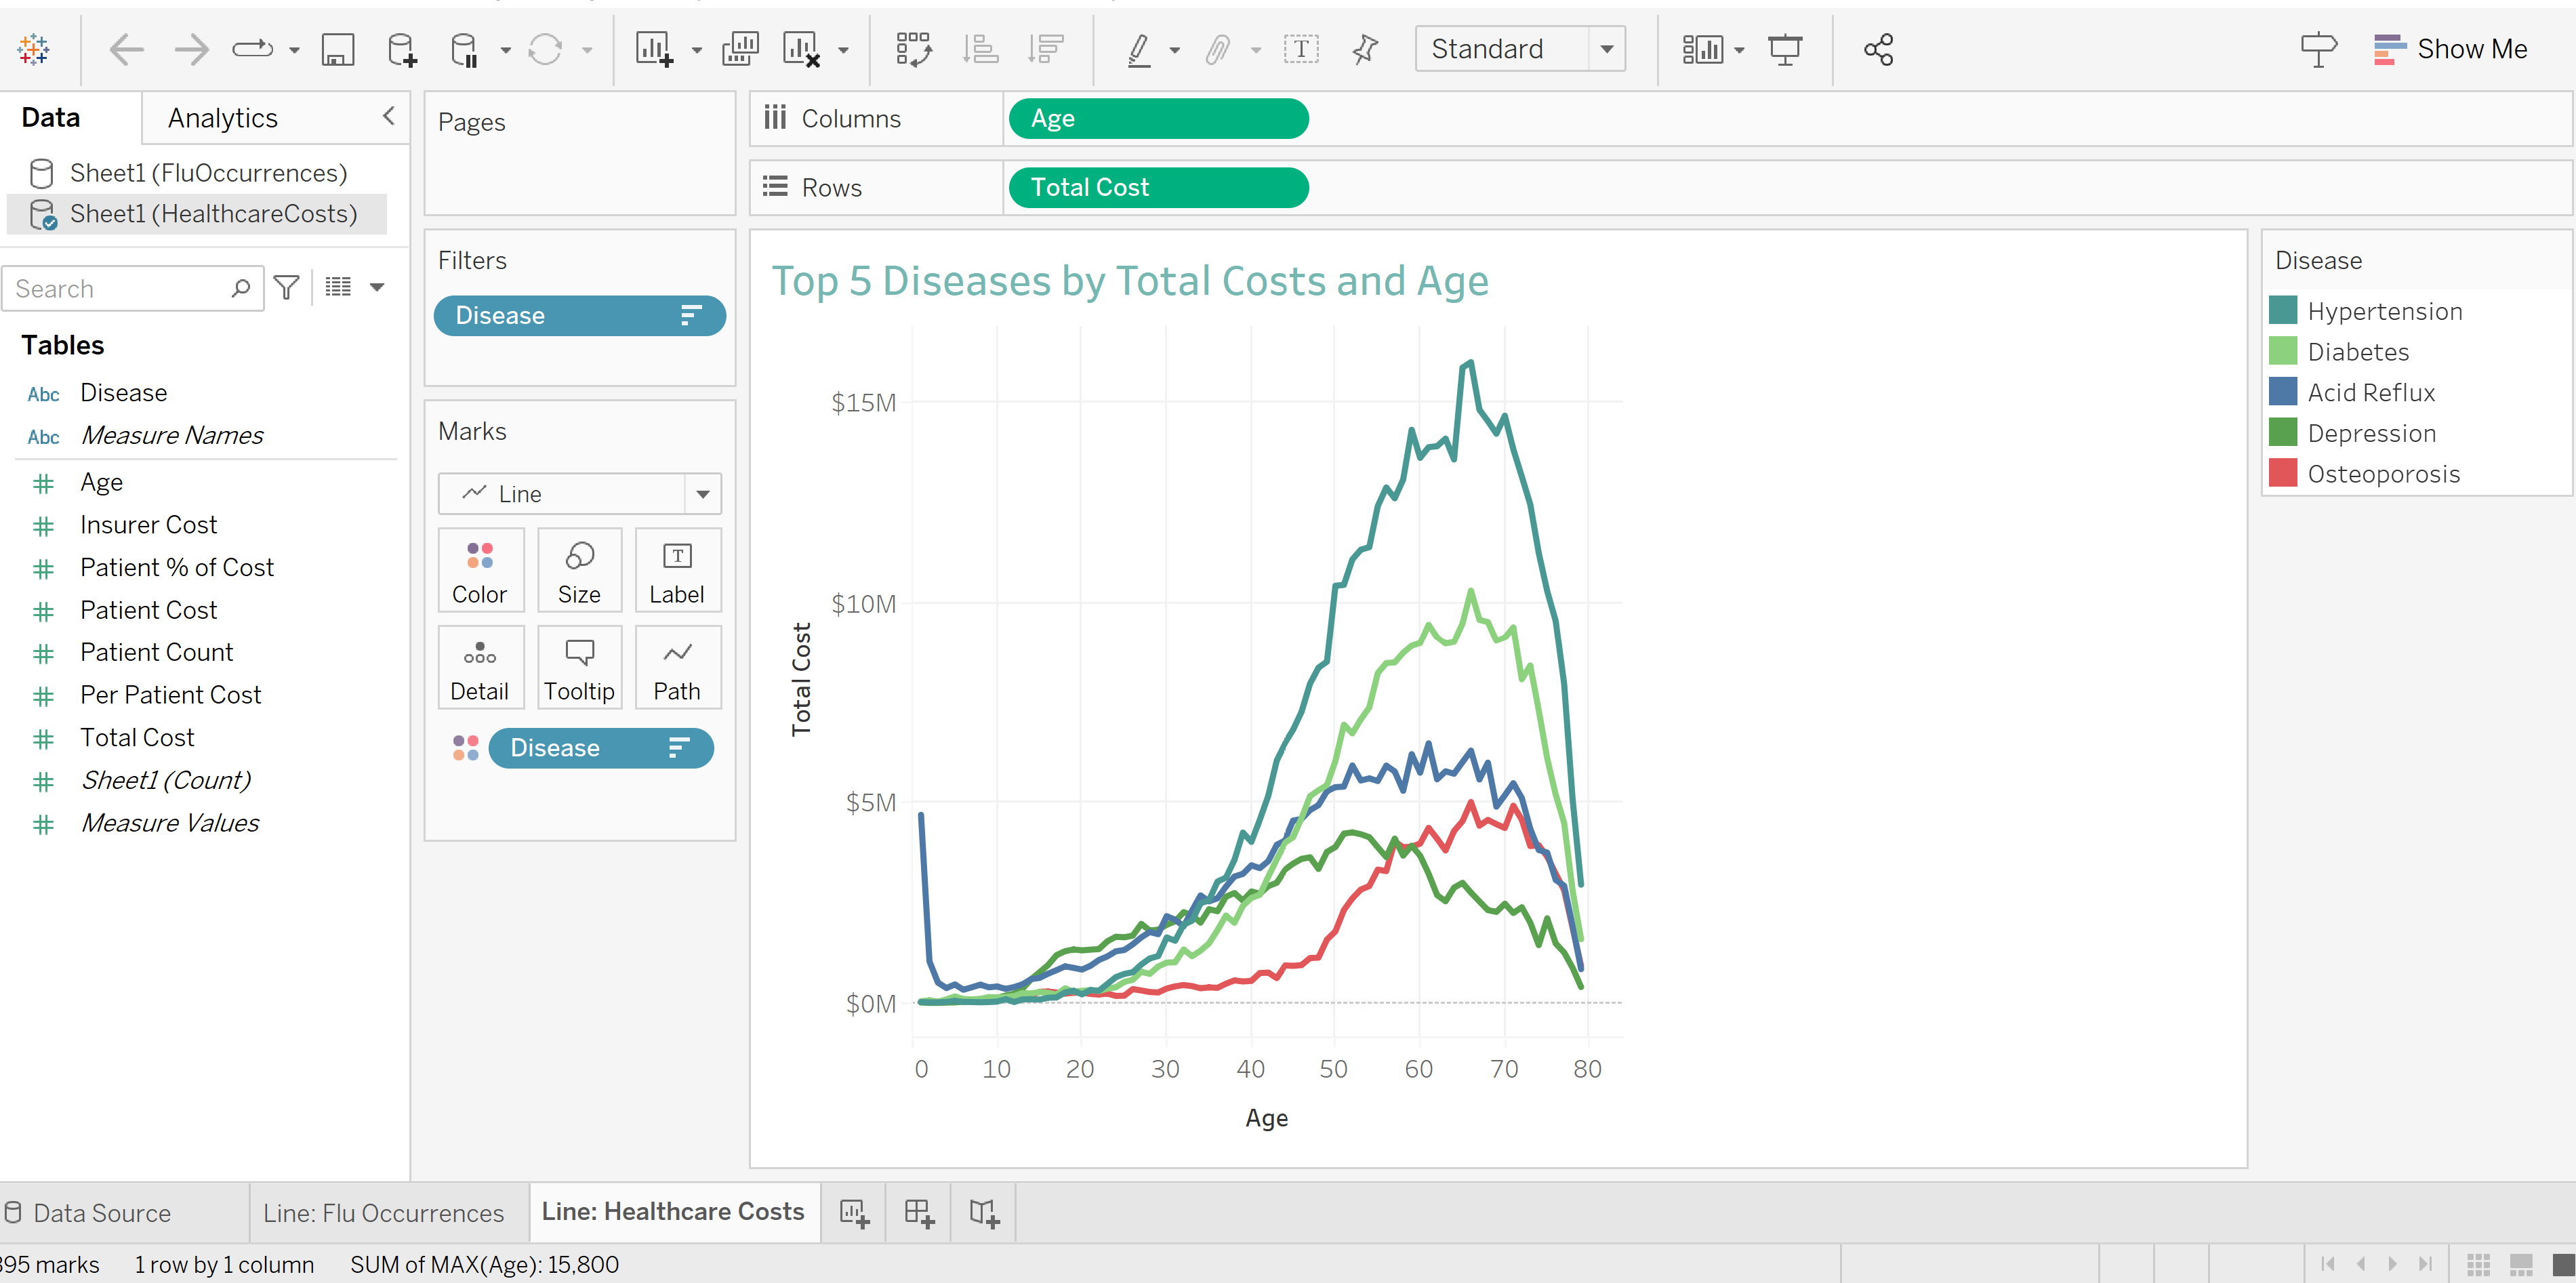 Standard
Show Me
Data
Analytics
Sheet1 (FluOccurrences)
Sheet1 (HealthcareCosts)
Search
Tables
Abc Disease
Abc Measure Names
# Age
# Insurer Cost
# Patient % of Cost
# Patient Cost
# Patient Count
# Per Patient Cost
# Total Cost
# Sheet1 (Count)
# Measure Values
Pages
Filters
Disease
Marks
Line
Color
Size
T
Label
Detail
Tooltip
Path
Disease
Columns
Age
Rows
Total Cost
Top 5 Diseases by Total Costs and Age
$15M
$10M
$5M
$0M
Total Cost
0 10 20 30 40 50 60 70 80
Age
Disease
Hypertension
Diabetes
Acid Reflux
Depression
Osteoporosis
Data Source
Line: Flu Occurrences
Line: Healthcare Costs
395 marks 1 row by 1 column SUM of MAX(Age): 15,800